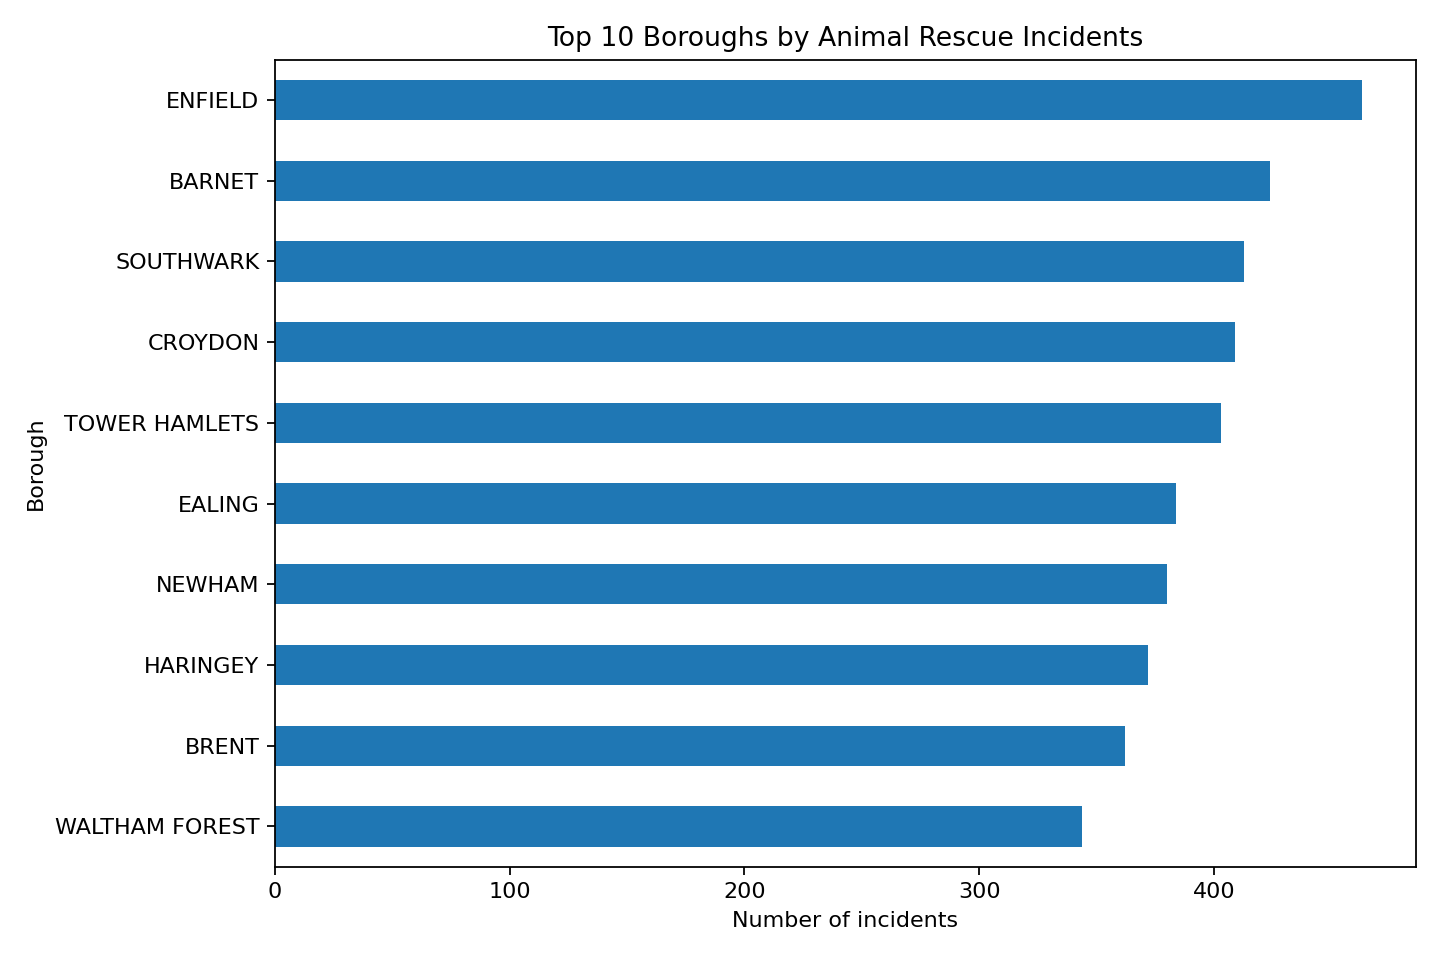 Top 10 Boroughs by Animal Rescue Incidents
Borough
ENFIELD
BARNET
SOUTHWARK
CROYDON
TOWER HAMLETS
EALING
NEWHAM
HARINGEY
BRENT
WALTHAM FOREST
0 100 200 300 400
Number of incidents